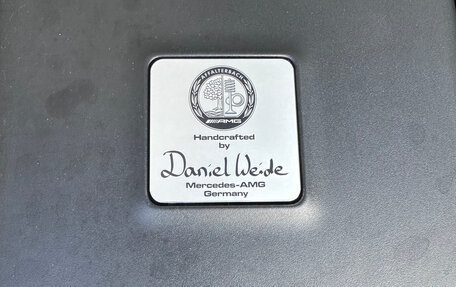 AFFALTERBACH
AMG
Handcrafted
by
Daniel Weide
Mercedes-AMG
Germany